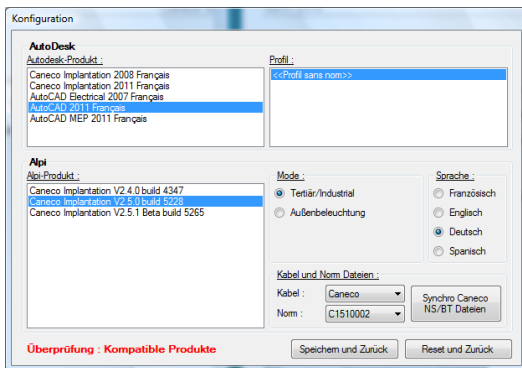 Konfiguration
AutoDesk
Autodesk-Produkt :
Caneco Implantation 2008 Français
Caneco Implantation 2011 Français
AutoCAD Electrical 2007 Français
AutoCAD 2011 Français
AutoCAD MEP 2011 Français
Profil :
<<Profil sans nom>>
Alpi
Alpi-Produkt :
Caneco Implantation V2.4.0 build 4347
Caneco Implantation V2.5.0 build 5228
Caneco Implantation V2.5.1 Beta build 5265
Mode :
Tertiär/Industrial
Außenbeleuchtung
Sprache :
Französisch
Englisch
Deutsch
Spanisch
Kabel und Norm Dateien :
Kabel :
Caneco
Norm :
C1510002
Synchro Caneco
NS/BT Dateien
Überprüfung : Kompatible Produkte
Speichern und Zurück
Reset und Zurück